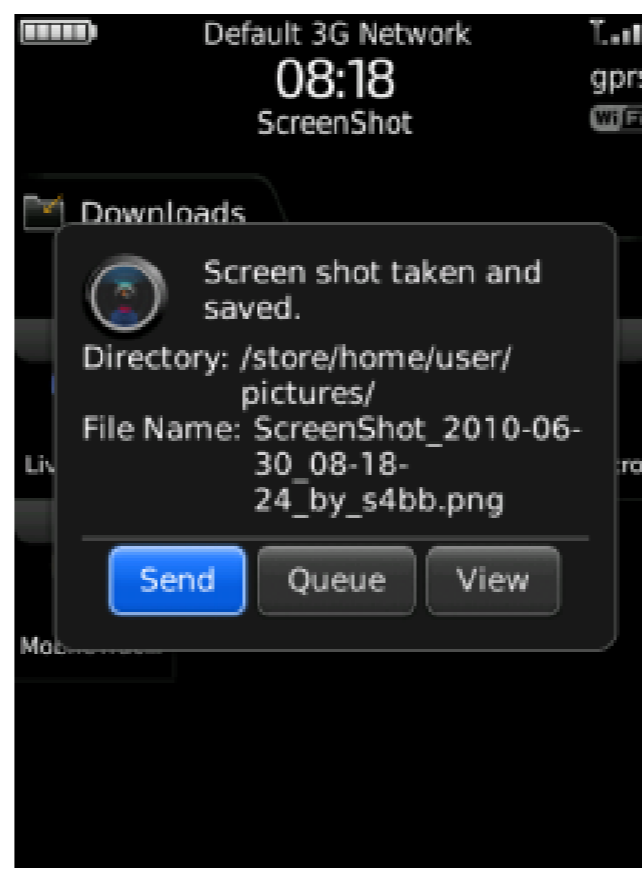 Default 3G Network
08:18
gprs
ScreenShot
WiFi
Downloads
Screen shot taken and
saved.
Directory: /store/home/user/
pictures/
File Name: ScreenShot_2010-06-
30_08-18-
24_by_s4bb.png
Send Queue View